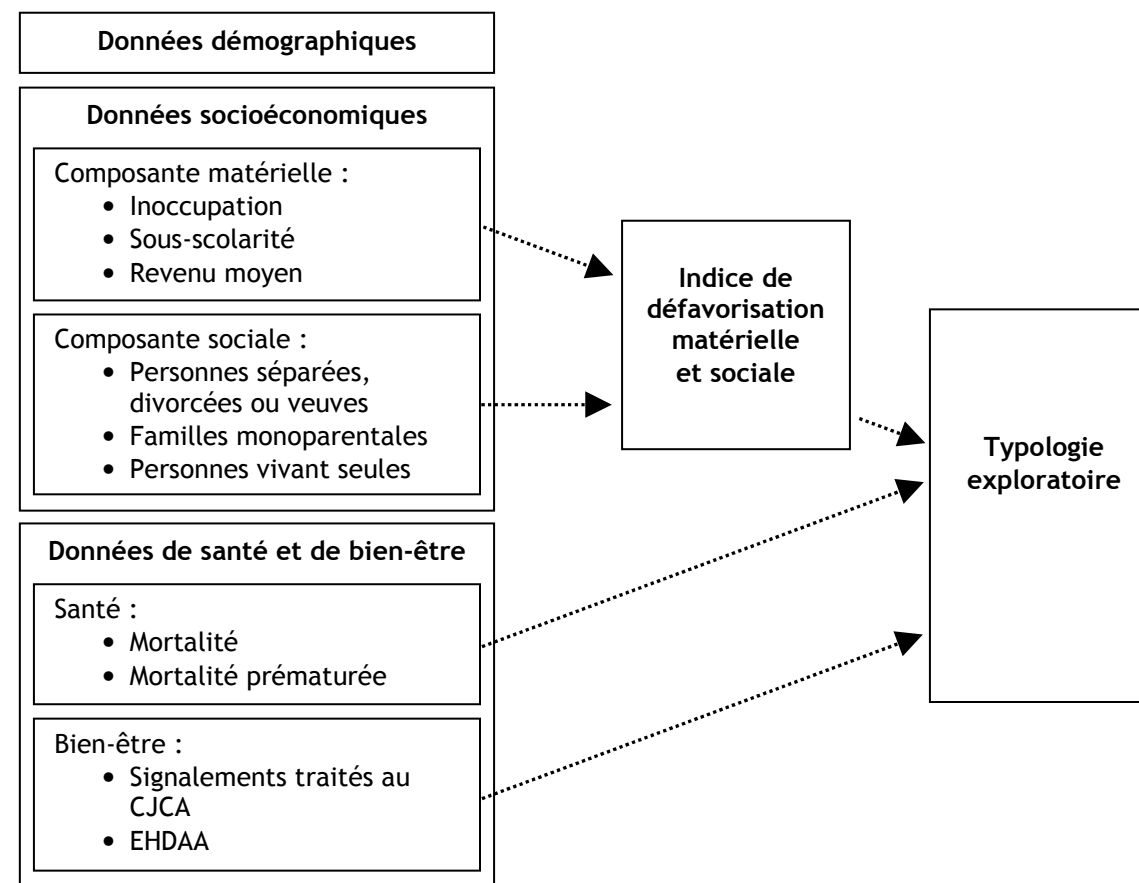 Données démographiques
Données socioéconomiques
Composante matérielle :
• Inoccupation
• Sous-scolarité
• Revenu moyen
Composante sociale :
• Personnes séparées,
divorcées ou veuves
• Familles monoparentales
• Personnes vivant seules
Données de santé et de bien-être
Santé :
• Mortalité
• Mortalité prématurée
Bien-être :
• Signalements traités au
CJCA
• EHDAA
Indice de
défavorisation
matérielle
et sociale
Typologie
exploratoire